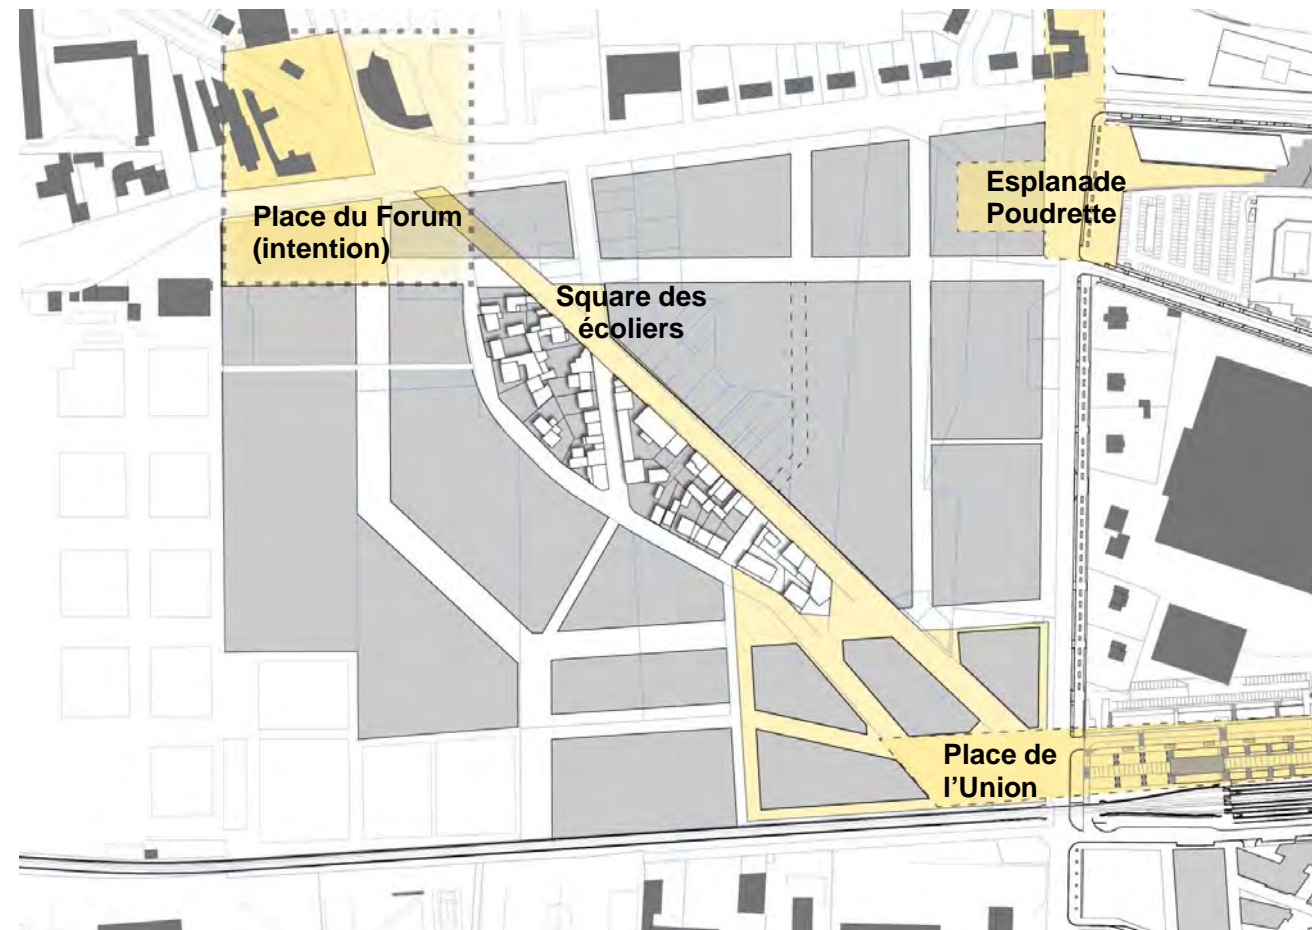 Place du Forum
(intention)
Esplanade
Poudrette
Square des
écoliers
Place de
l’Union